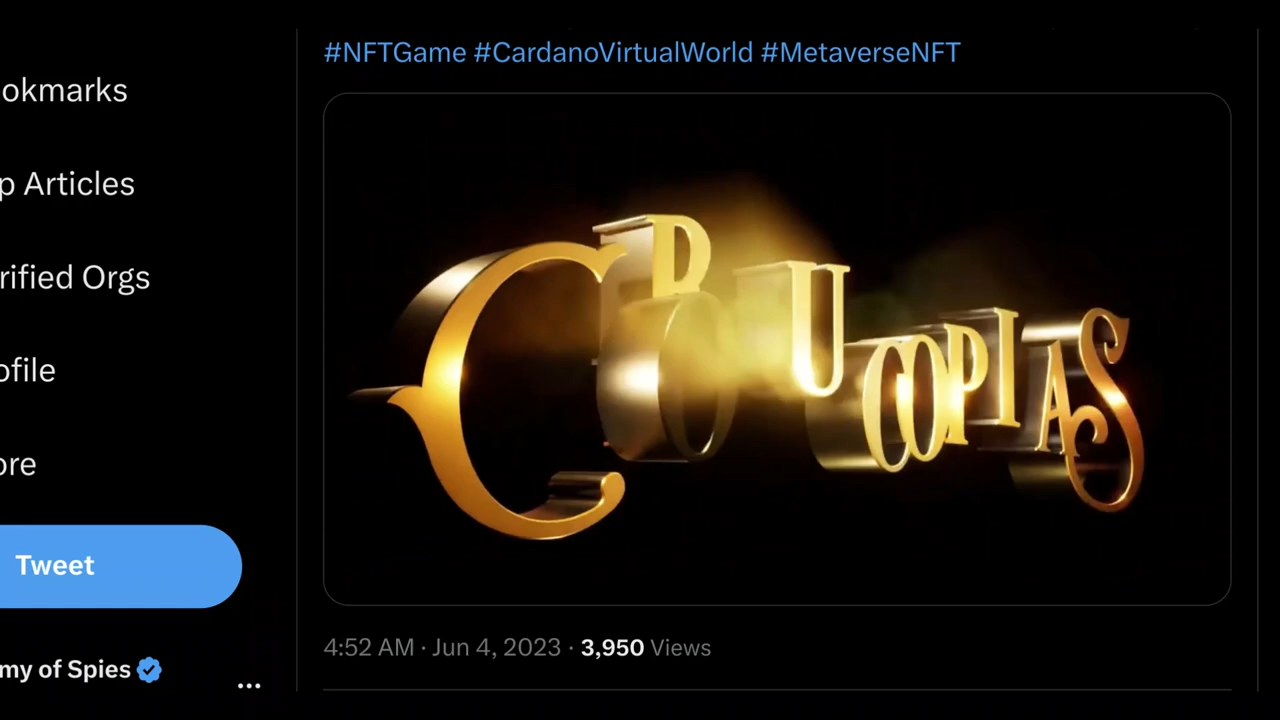 #NFTGame #CardanoVirtualWorld #MetaverseNFT
okmarks
p Articles
rified Orgs
ofile
ore
Tweet
my of Spies
...
4:52 AM · Jun 4, 2023 · 3,950 Views